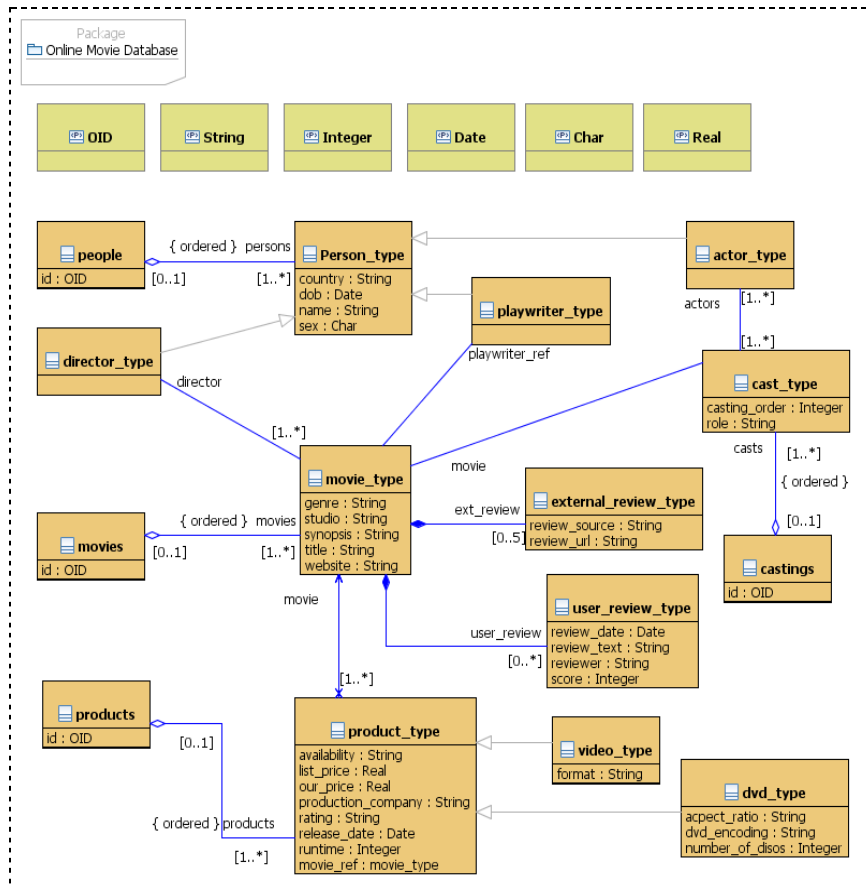 Package
Online Movie Database
OID
String
Integer
Date
Char
Real
people
id : OID
{ ordered } persons
[0..1]
[1..*]
Person_type
country : String
dob : Date
name : String
sex : Char
actor_type
[1..*]
actors
playwriter_type
playwriter_ref
director_type
director
[1..*]
[1..*]
cast_type
casting_order : Integer
role : String
casts
[1..*]
{ ordered }
[0..1]
castings
id : OID
movie
movie_type
genre : String
studio : String
synopsis : String
title : String
website : String
movies
id : OID
{ ordered } movies
[0..1]
[1..*]
ext_review
[0..5]
external_review_type
review_source : String
review_url : String
user_review
[0..*]
user_review_type
review_date : Date
review_text : String
reviewer : String
score : Integer
movie
[1..*]
products
id : OID
[0..1]
{ ordered } products
[1..*]
product_type
availability : String
list_price : Real
our_price : Real
production_company : String
rating : String
release_date : Date
runtime : Integer
movie_ref : movie_type
video_type
format : String
dvd_type
acpect_ratio : String
dvd_encoding : String
number_of_disos : Integer